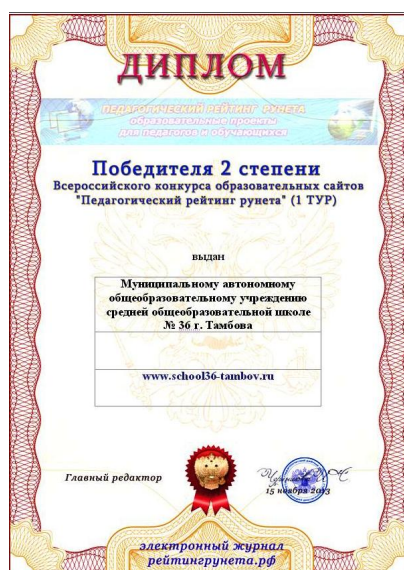 ДИПЛОМ
ПЕДАГОГИЧЕСКИЙ РЕЙТИНГ РУНЕТА
образовательные проекты
для педагогов и обучающихся
Победителя 2 степени
Всероссийского конкурса образовательных сайтов
"Педагогический рейтинг рунета" (1 ТУР)
выдан
Муниципальному автономному
общеобразовательному учреждению
средней общеобразовательной школе
№ 36 г. Тамбова
www.school36-tambov.ru
Главный редактор
15 ноября 2013
электронный журнал
рейтингрунета.рф